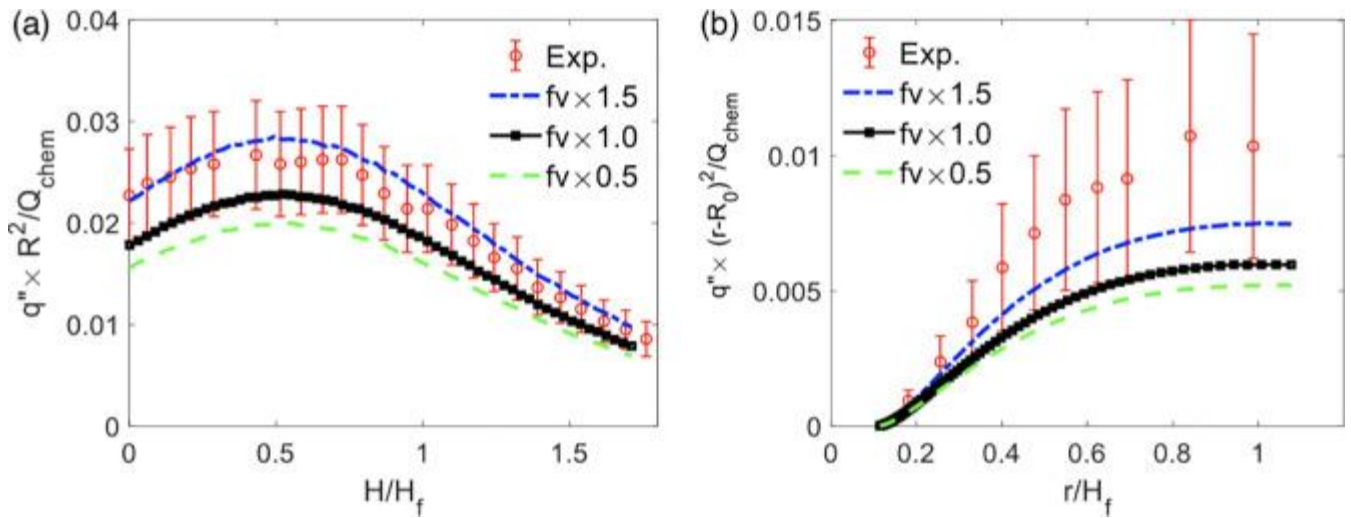 (a)
0.04
0.03
0.02
0.01
0
q" × R²/Q_chem
Exp.
fv × 1.5
fv × 1.0
fv × 0.5
0 0.5 1 1.5
H/H_f
(b)
0.015
0.01
0.005
0
q" × (r-R₀)²/Q_chem
Exp.
fv × 1.5
fv × 1.0
fv × 0.5
0.2 0.4 0.6 0.8 1
r/H_f